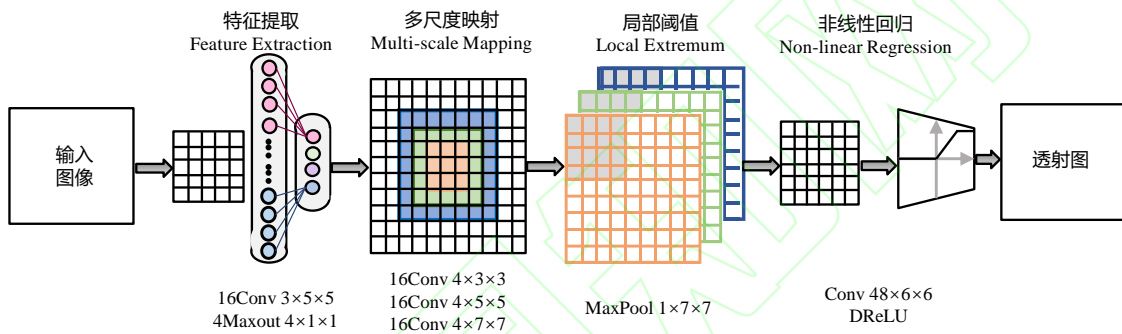 特征提取
Feature Extraction
多尺度映射
Multi-scale Mapping
局部阈值
Local Extremum
非线性回归
Non-linear Regression
输入
图像
透射图
16Conv 3×5×5
4Maxout 4×1×1
16Conv 4×3×3
16Conv 4×5×5
16Conv 4×7×7
MaxPool 1×7×7
Conv 48×6×6
DReLU